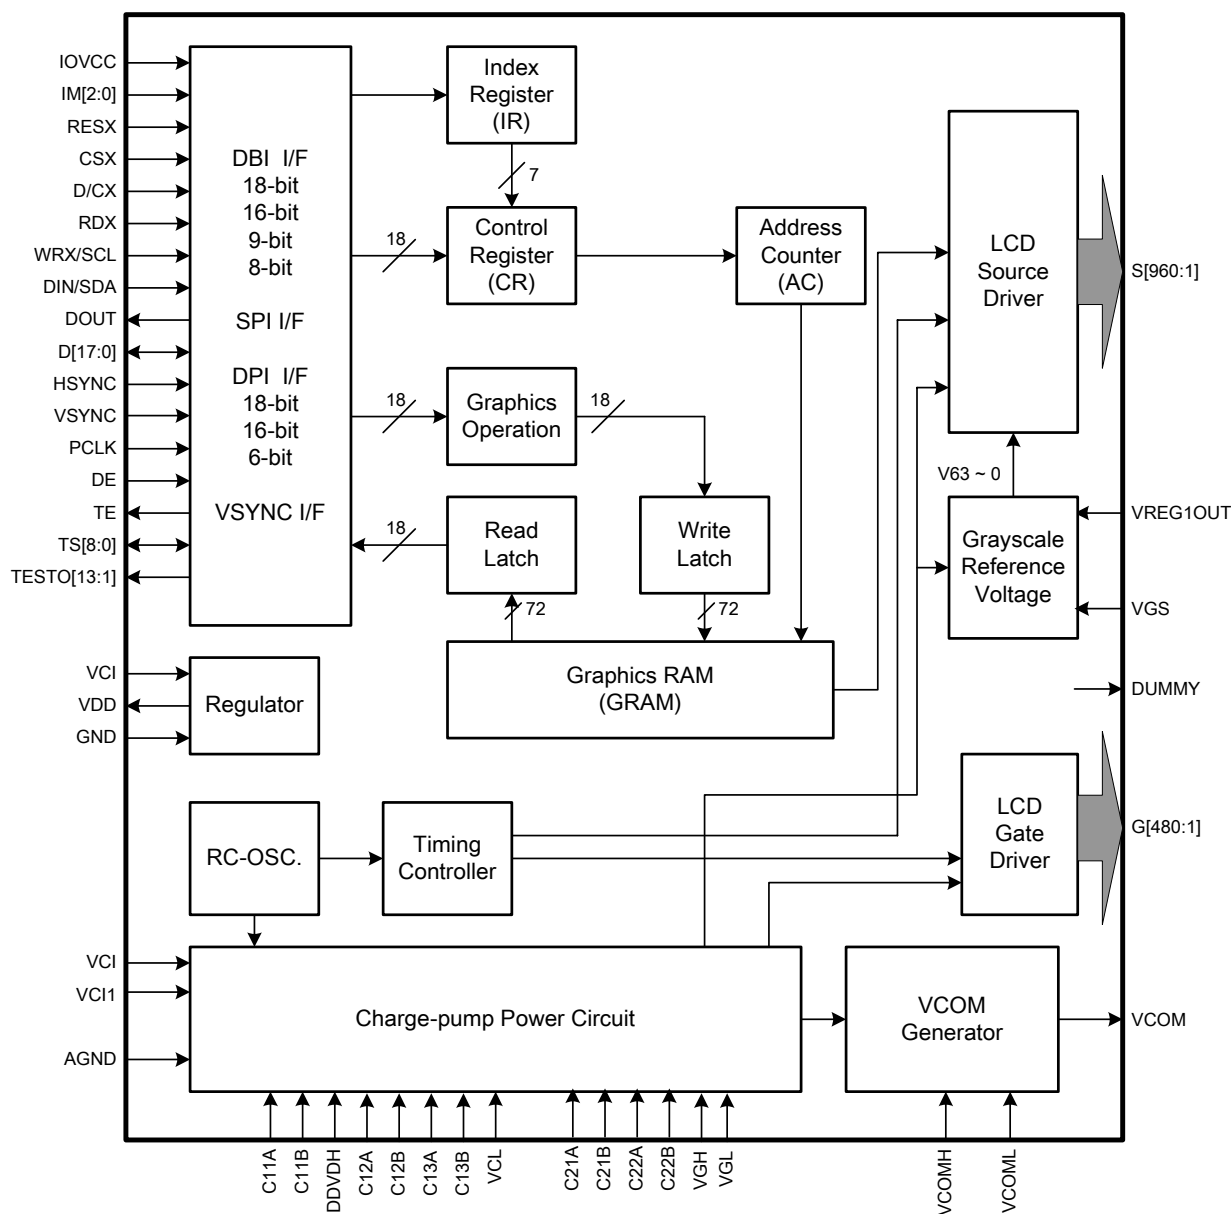 IOVCC
IM[2:0]
RESX
CSX
D/CX
RDX
WRX/SCL
DIN/SDA
DOUT
D[17:0]
HSYNC
VSYNC
PCLK
DE
TE
TS[8:0]
TESTO[13:1]
DBI I/F
18-bit
16-bit
9-bit
8-bit
SPI I/F
DPI I/F
18-bit
16-bit
6-bit
VSYNC I/F
Index
Register
(IR)
7
18
Control
Register
(CR)
Address
Counter
(AC)
18
Graphics
Operation
18
18
Read
Latch
Write
Latch
72
72
Graphics RAM
(GRAM)
LCD
Source
Driver
S[960:1]
V63 ~ 0
Grayscale
Reference
Voltage
VREG1OUT
VGS
DUMMY
VCI
VDD
GND
Regulator
RC-OSC.
Timing
Controller
LCD
Gate
Driver
G[480:1]
VCI
VCI1
AGND
Charge-pump Power Circuit
VCOM
Generator
VCOM
C11A
C11B
DDVDH
C12A
C12B
C13A
C13B
VCL
C21A
C21B
C22A
C22B
VGH
VGL
VCOMH
VCOML